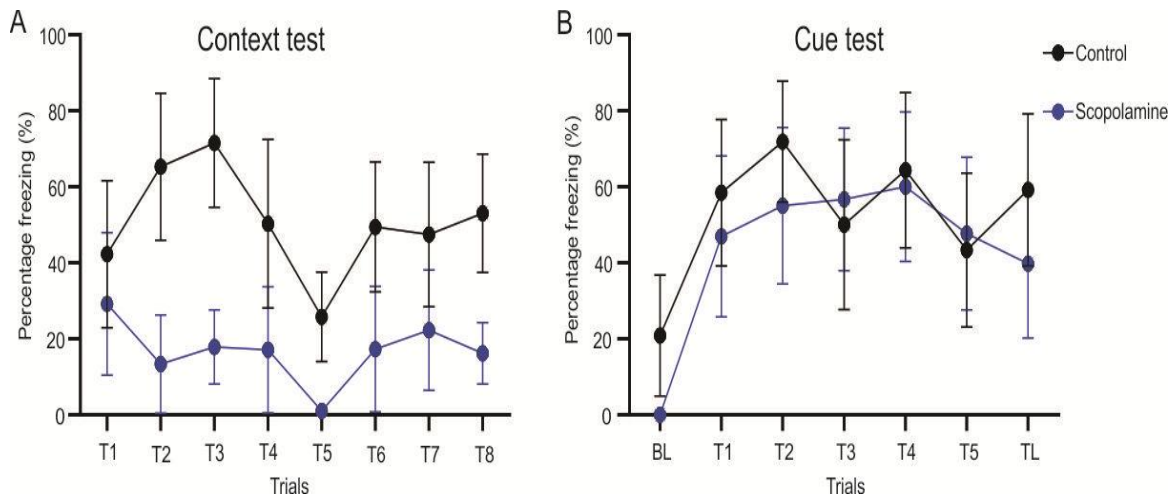 A
Context test
Percentage freezing (%)
100
80
60
40
20
0
T1 T2 T3 T4 T5 T6 T7 T8
Trials
B
Cue test
Percentage freezing (%)
100
80
60
40
20
0
BL T1 T2 T3 T4 T5 TL
Trials
Control
Scopolamine